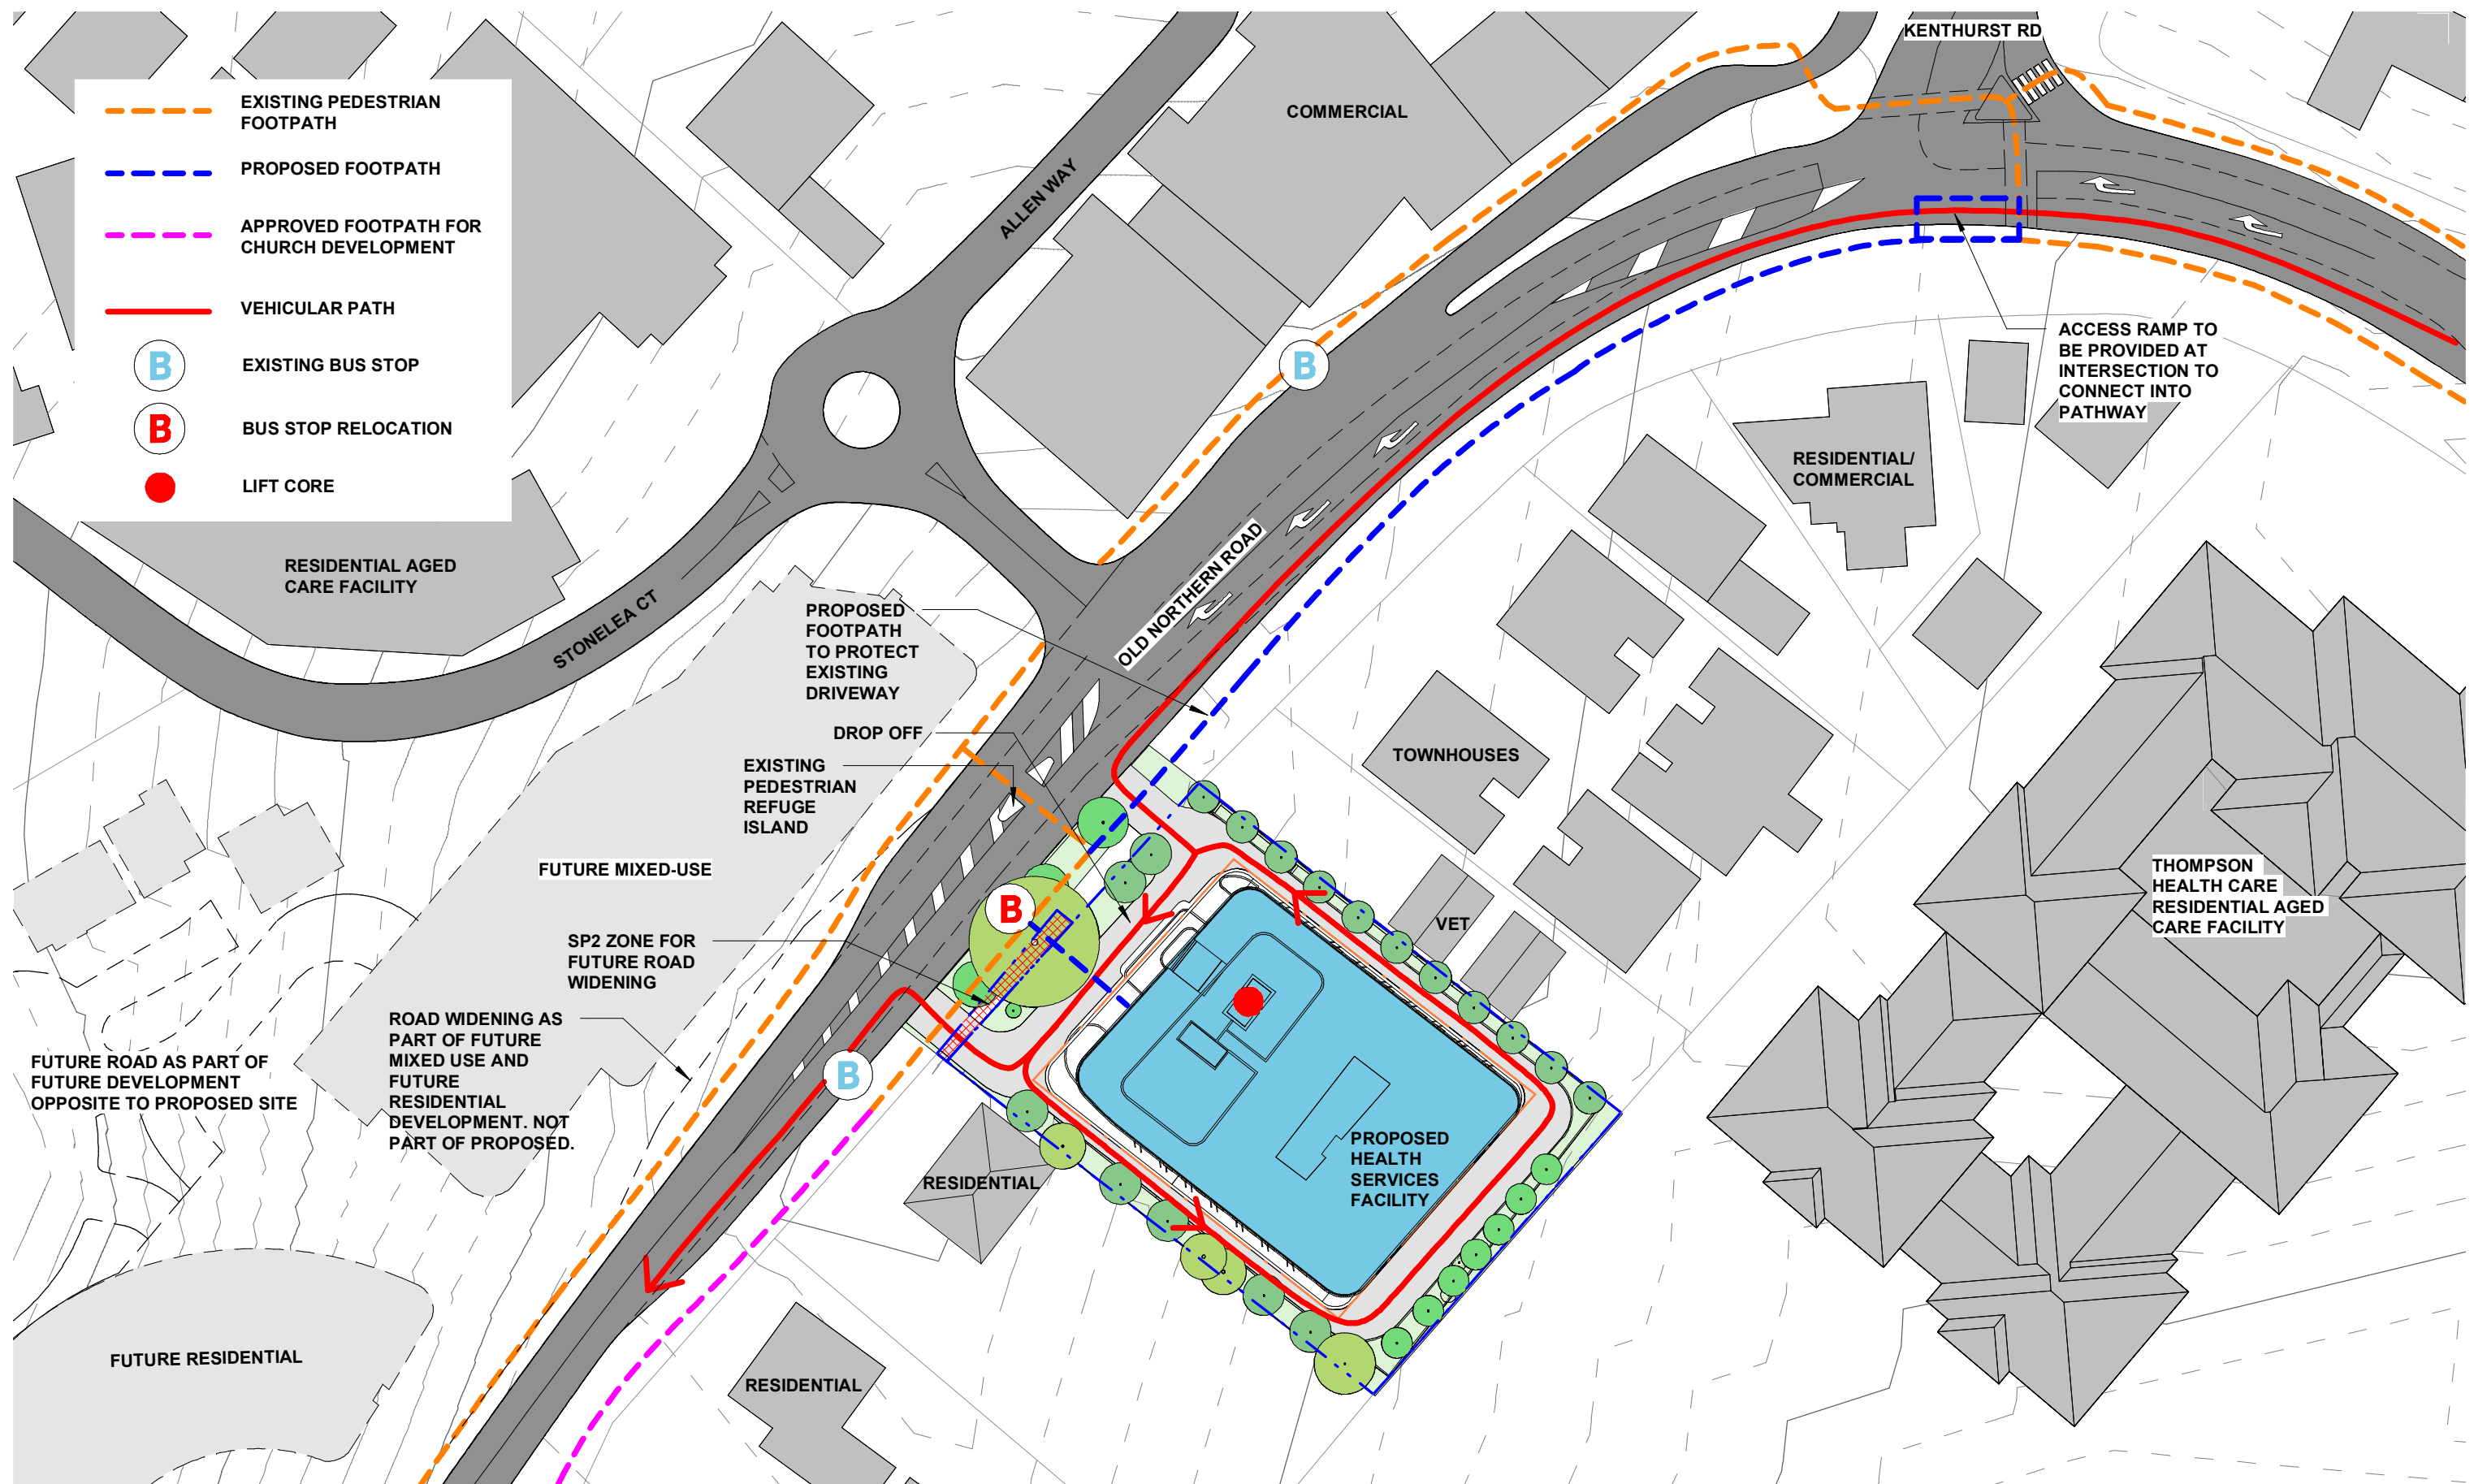 EXISTING PEDESTRIAN
FOOTPATH
PROPOSED FOOTPATH
APPROVED FOOTPATH FOR
CHURCH DEVELOPMENT
VEHICULAR PATH
B
EXISTING BUS STOP
B
BUS STOP RELOCATION
LIFT CORE
KENTHURST RD
COMMERCIAL
ALLEN WAY
B
ACCESS RAMP TO
BE PROVIDED AT
INTERSECTION TO
CONNECT INTO
PATHWAY
RESIDENTIAL/
COMMERCIAL
RESIDENTIAL AGED
CARE FACILITY
STONELEA CT
OLD NORTHERN ROAD
PROPOSED
FOOTPATH
TO PROTECT
EXISTING
DRIVEWAY
DROP OFF
EXISTING
PEDESTRIAN
REFUGE
ISLAND
TOWNHOUSES
FUTURE MIXED-USE
B
VET
THOMPSON
HEALTH CARE
RESIDENTIAL AGED
CARE FACILITY
SP2 ZONE FOR
FUTURE ROAD
WIDENING
ROAD WIDENING AS
PART OF FUTURE
MIXED USE AND
FUTURE
RESIDENTIAL
DEVELOPMENT. NOT
PART OF PROPOSED.
FUTURE ROAD AS PART OF
FUTURE DEVELOPMENT
OPPOSITE TO PROPOSED SITE
B
PROPOSED
HEALTH
SERVICES
FACILITY
RESIDENTIAL
FUTURE RESIDENTIAL
RESIDENTIAL